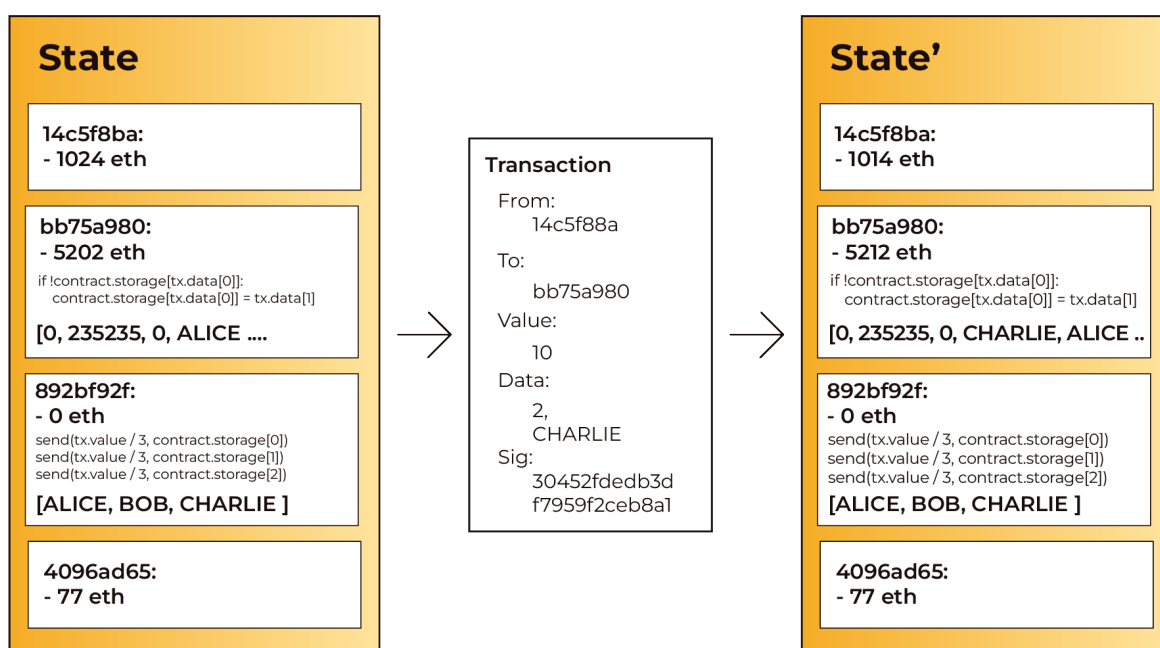 State
14c5f8ba:
- 1024 eth
bb75a980:
- 5202 eth
if !contract.storage[tx.data[0]]:
contract.storage[tx.data[0]] = tx.data[1]
[0, 235235, 0, ALICE ....
892bf92f:
- 0 eth
send(tx.value / 3, contract.storage[0])
send(tx.value / 3, contract.storage[1])
send(tx.value / 3, contract.storage[2])
[ALICE, BOB, CHARLIE ]
4096ad65:
- 77 eth
Transaction
From:
14c5f88a
To:
bb75a980
Value:
10
Data:
2,
CHARLIE
Sig:
30452fdedb3d
f7959f2ceb8a1
State’
14c5f8ba:
- 1014 eth
bb75a980:
- 5212 eth
if !contract.storage[tx.data[0]]:
contract.storage[tx.data[0]] = tx.data[1]
[0, 235235, 0, CHARLIE, ALICE ..
892bf92f:
- 0 eth
send(tx.value / 3, contract.storage[0])
send(tx.value / 3, contract.storage[1])
send(tx.value / 3, contract.storage[2])
[ALICE, BOB, CHARLIE ]
4096ad65:
- 77 eth